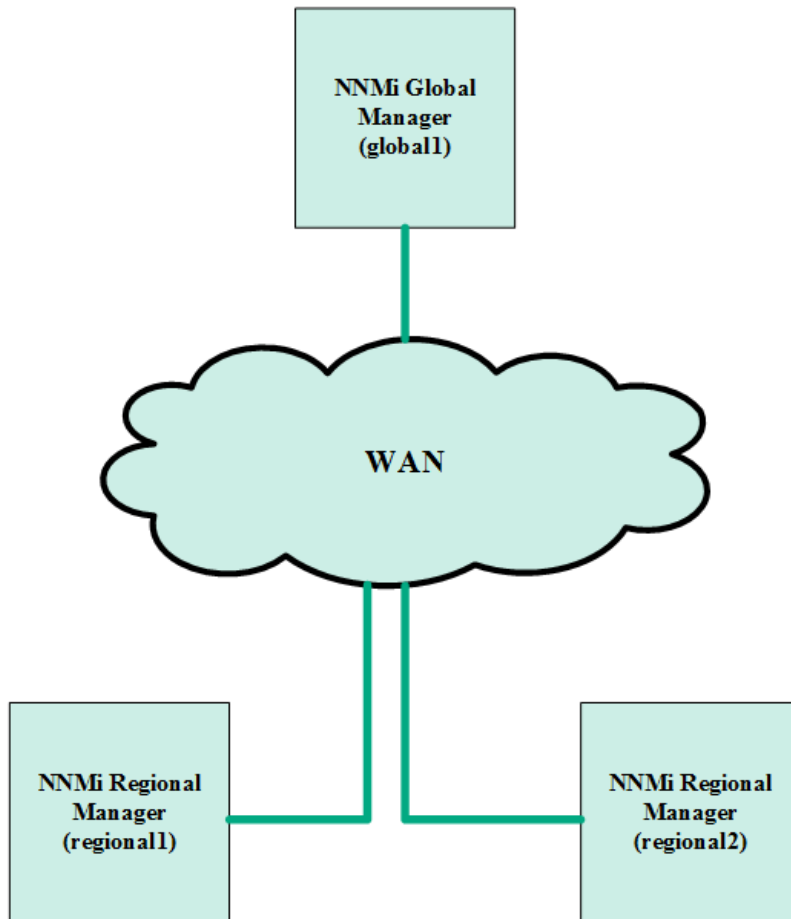 NNMi Global
Manager
(global1)
WAN
NNMi Regional
Manager
(regional1)
NNMi Regional
Manager
(regional2)